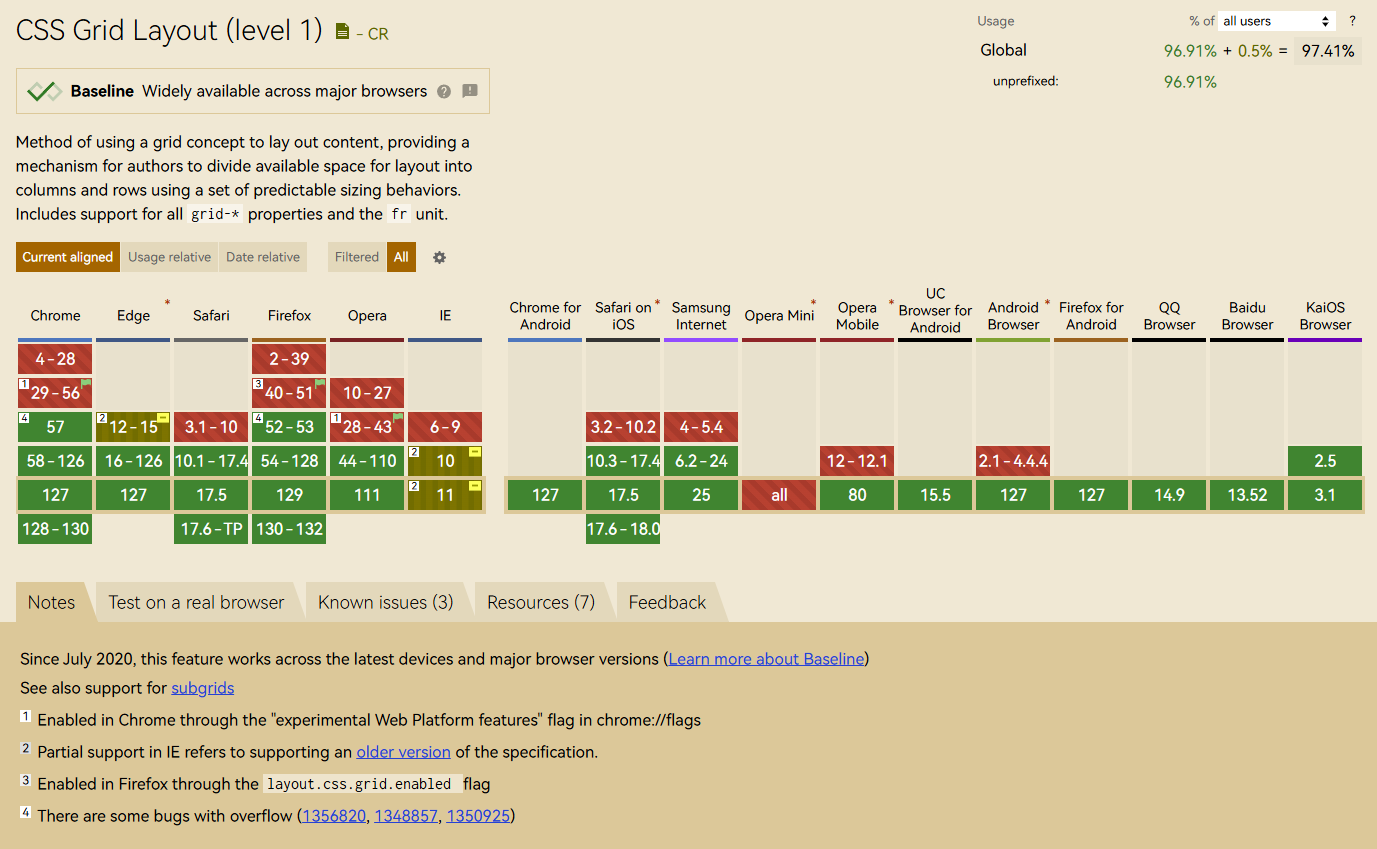 CSS Grid Layout (level 1) - CR
Usage % of all users ?
Global 96.91% + 0.5% = 97.41%
unprefixed: 96.91%
Baseline Widely available across major browsers
Method of using a grid concept to lay out content, providing a
mechanism for authors to divide available space for layout into
columns and rows using a set of predictable sizing behaviors.
Includes support for all grid-* properties and the fr unit.
Current aligned Usage relative Date relative Filtered All
Chrome
4-28
1 29-56
4 57
58-126
127
128-130
Edge *
2 12-15
16-126
127
Safari
3.1-10
10.1-17.4
17.5
17.6-TP
Firefox
2-39
3 40-51
4 52-53
54-128
129
130-132
Opera
10-27
1 28-43
44-110
111
IE
6-9
2 10
2 11
Chrome for
Android
127
Safari on *
iOS
3.2-10.2
10.3-17.4
17.5
17.6-18.0
Samsung
Internet
4-5.4
6.2-24
25
Opera Mini *
all
Opera *
Mobile
12-12.1
80
UC
Browser for
Android
15.5
Android *
Browser
2.1-4.4.4
127
Firefox for
Android
127
QQ
Browser
14.9
Baidu
Browser
13.52
KaiOS
Browser
2.5
3.1
Notes Test on a real browser Known issues (3) Resources (7) Feedback
Since July 2020, this feature works across the latest devices and major browser versions (Learn more about Baseline)
See also support for subgrids
1 Enabled in Chrome through the "experimental Web Platform features" flag in chrome://flags
2 Partial support in IE refers to supporting an older version of the specification.
3 Enabled in Firefox through the layout.css.grid.enabled flag
4 There are some bugs with overflow (1356820, 1348857, 1350925)